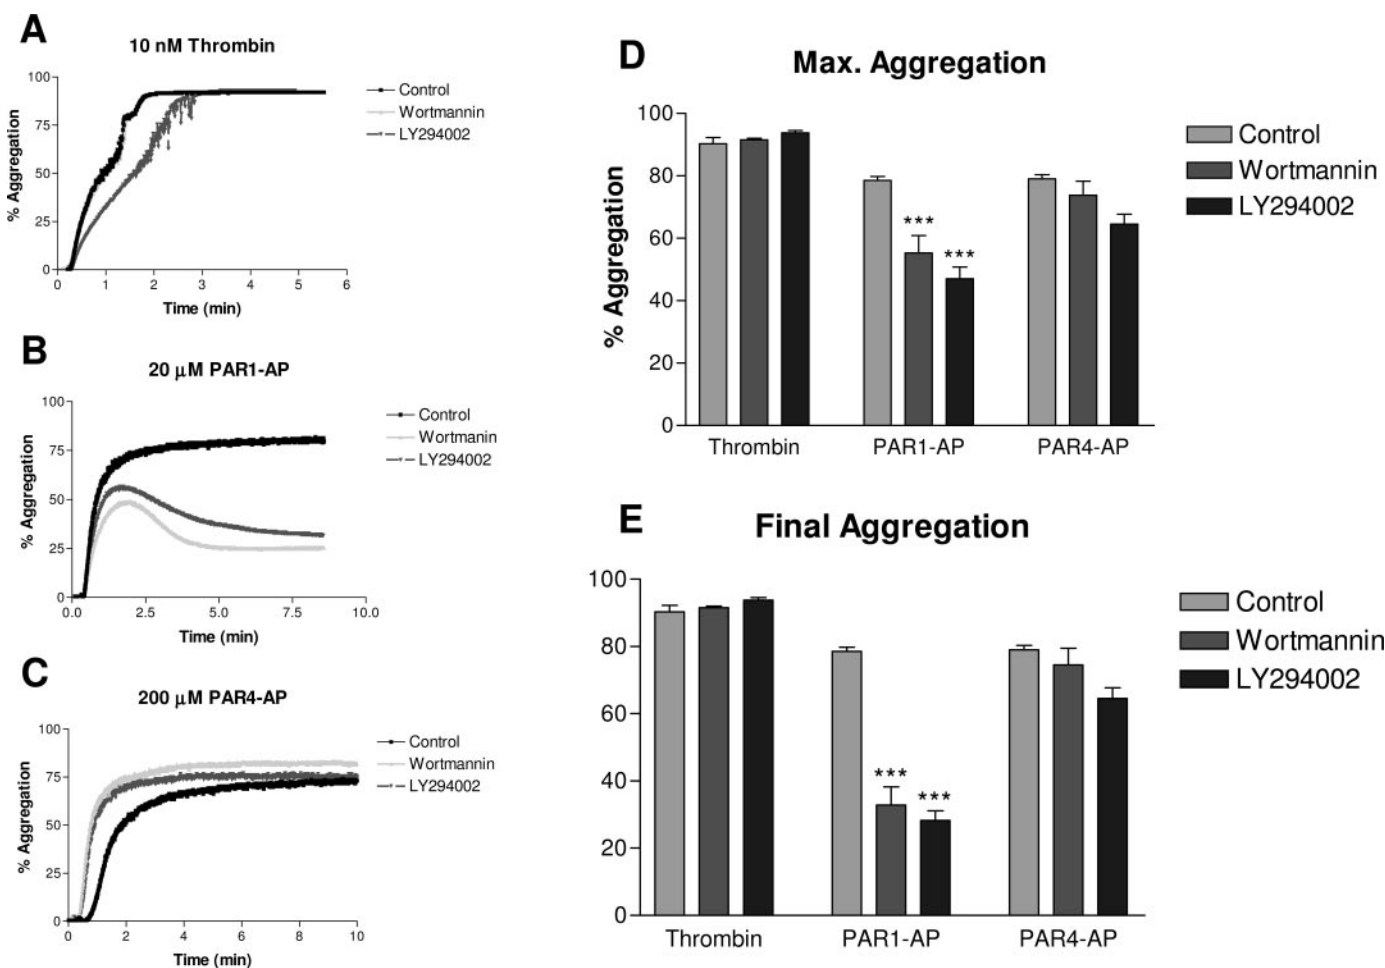 A
10 nM Thrombin
100
75
50
25
0
% Aggregation
0 1 2 3 4 5 6
Time (min)
Control
Wortmannin
LY294002
B
20 µM PAR1-AP
100
75
50
25
0
% Aggregation
0.0 2.5 5.0 7.5 10.0
Time (min)
Control
Wortmanin
LY294002
C
200 µM PAR4-AP
100
75
50
25
0
% Aggregation
0 2 4 6 8 10
Time (min)
Control
Wortmannin
LY294002
D
Max. Aggregation
100
80
60
40
20
0
% Aggregation
*** ***
Thrombin PAR1-AP PAR4-AP
Control
Wortmannin
LY294002
E
Final Aggregation
100
80
60
40
20
0
*** ***
Thrombin PAR1-AP PAR4-AP
Control
Wortmannin
LY294002